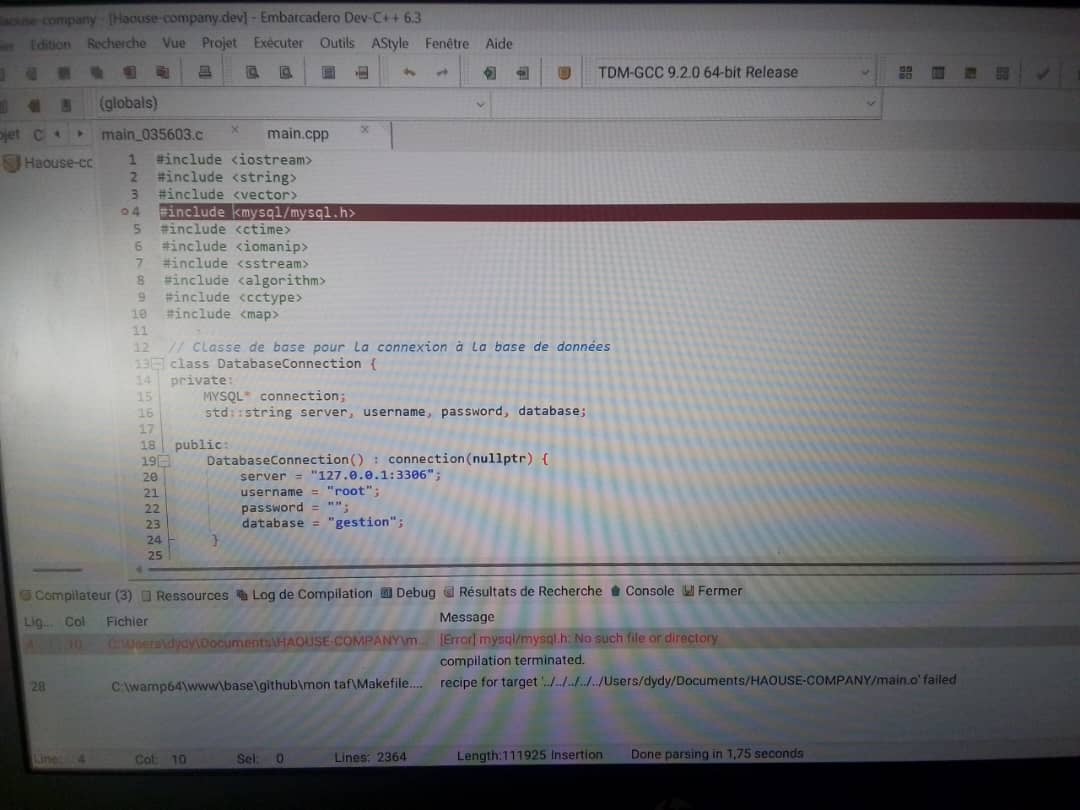 company - [Haouse-company.dev] - Embarcadero Dev-C++ 6.3
Edition Recherche Vue Projet Exécuter Outils AStyle Fenêtre Aide
TDM-GCC 9.2.0 64-bit Release
(globals)
ojet C main_035603.c main.cpp
Haouse-cc
1 #include <iostream>
2 #include <string>
3 #include <vector>
4 #include <mysql/mysql.h>
5 #include <ctime>
6 #include <iomanip>
7 #include <sstream>
8 #include <algorithm>
9 #include <cctype>
10 #include <map>
11
12 // Classe de base pour la connexion à la base de données
13 class DatabaseConnection {
14 private:
15 MYSQL* connection;
16 std::string server, username, password, database;
17
18 public:
19 DatabaseConnection() : connection(nullptr) {
20 server = "127.0.0.1:3306";
21 username = "root";
22 password = "";
23 database = "gestion";
24 }
25
Compilateur (3) Ressources Log de Compilation Debug Résultats de Recherche Console Fermer
Lig... Col Fichier Message
4 10 C:\Users\dydy\Documents\HAOUSE-COMPANY\m... [Error] mysql/mysql.h: No such file or directory
compilation terminated.
28 C:\wamp64\www\base\github\mon taf\Makefile.... recipe for target '../../../../../Users/dydy/Documents/HAOUSE-COMPANY/main.o' failed
Line: 4 Col: 10 Sel: 0 Lines: 2364 Length:111925 Insertion Done parsing in 1,75 seconds